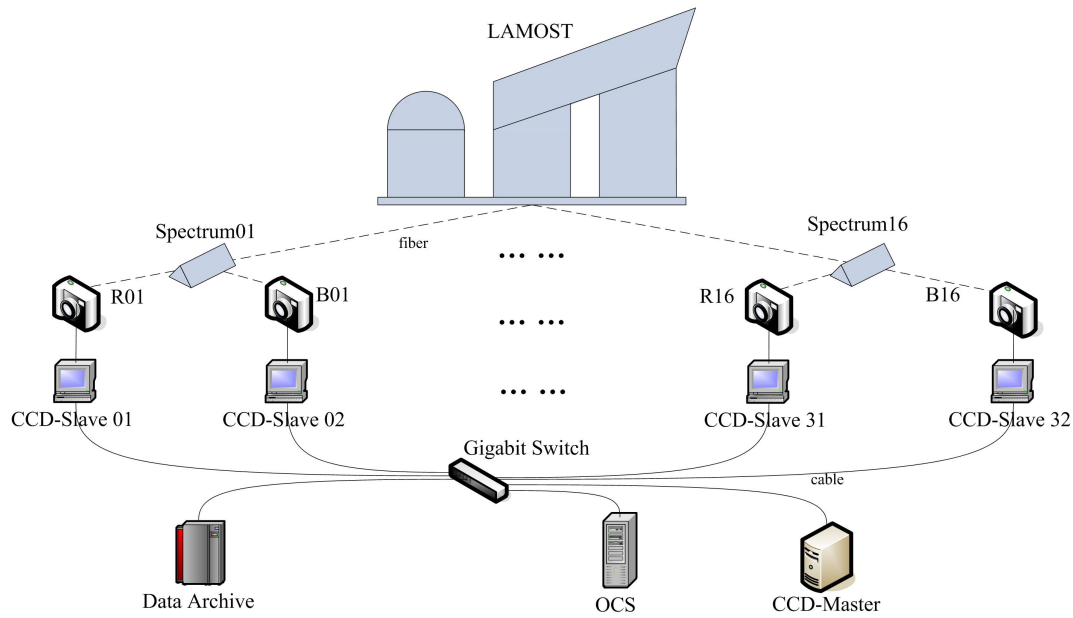 LAMOST
Spectrum01
fiber
Spectrum16
... ...
R01
B01
R16
B16
... ...
... ...
CCD-Slave 01
CCD-Slave 02
CCD-Slave 31
CCD-Slave 32
Gigabit Switch
cable
Data Archive
OCS
CCD-Master